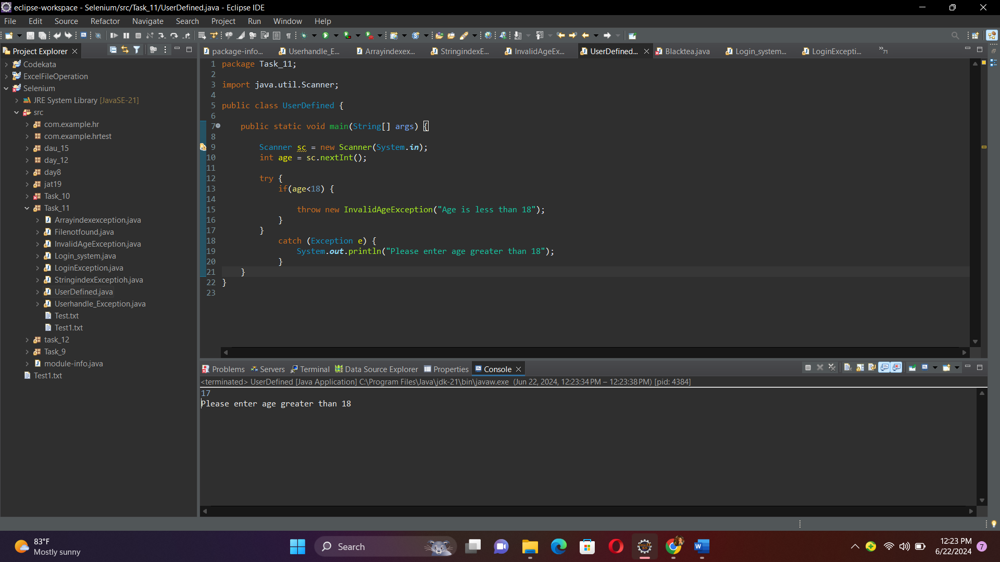 eclipse-workspace - Selenium/src/Task_11/UserDefined.java - Eclipse IDE
File Edit Source Refactor Navigate Search Project Run Window Help
Project Explorer
package-info...
Userhandle_E...
Arrayindexex...
StringindexE...
InvalidAgeEx...
UserDefined...
Blacktea.java
Login_system...
LoginExcepti...
»71
Codekata
ExcelFileOperation
Selenium
JRE System Library [JavaSE-21]
src
com.example.hr
com.example.hrtest
dau_15
day_12
day8
jat19
Task_10
Task_11
Arrayindexexception.java
Filenotfound.java
InvalidAgeException.java
Login_system.java
LoginException.java
StringindexExceptioh.java
UserDefined.java
Userhandle_Exception.java
Test.txt
Test1.txt
task_12
Task_9
module-info.java
Test1.txt
1 package Task_11;
2
3 import java.util.Scanner;
4
5 public class UserDefined {
6
7 public static void main(String[] args) {
8
9 Scanner sc = new Scanner(System.in);
10 int age = sc.nextInt();
11
12 try {
13 if(age<18) {
14
15 throw new InvalidAgeException("Age is less than 18");
16 }
17 }
18 catch (Exception e) {
19 System.out.println("Please enter age greater than 18");
20 }
21 }
22 }
23
Problems Servers Terminal Data Source Explorer Properties Console
<terminated> UserDefined [Java Application] C:\Program Files\Java\jdk-21\bin\javaw.exe (Jun 22, 2024, 12:23:34 PM – 12:23:38 PM) [pid: 4384]
17
Please enter age greater than 18
83°F
Mostly sunny
Search
12:23 PM
6/22/2024
7